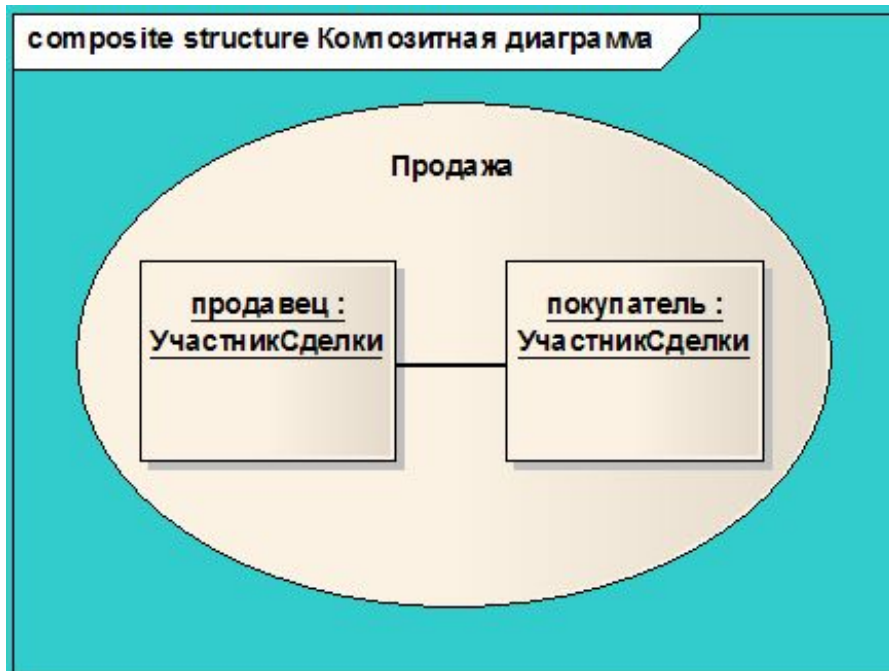 composite structure Композитная диаграмма
Продажа
продавец :
УчастникСделки
покупатель :
УчастникСделки